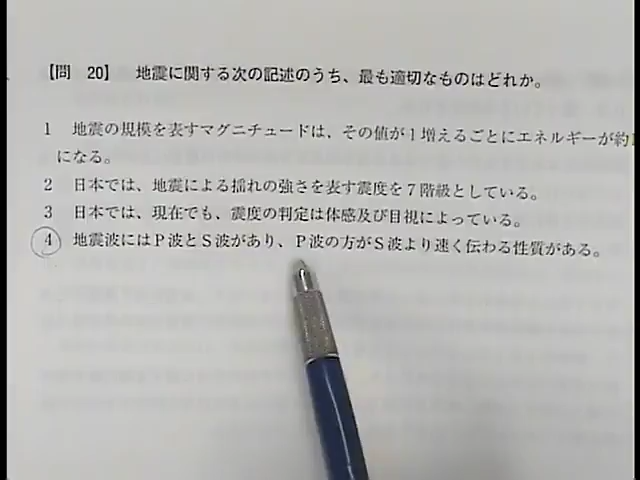 【問 20】 地震に関する次の記述のうち、最も適切なものはどれか。
1 地震の規模を表すマグニチュードは、その値が1増えるごとにエネルギーが約1
になる。
2 日本では、地震による揺れの強さを表す震度を7階級としている。
3 日本では、現在でも、震度の判定は体感及び目視によっている。
4 地震波にはP波とS波があり、P波の方がS波より速く伝わる性質がある。